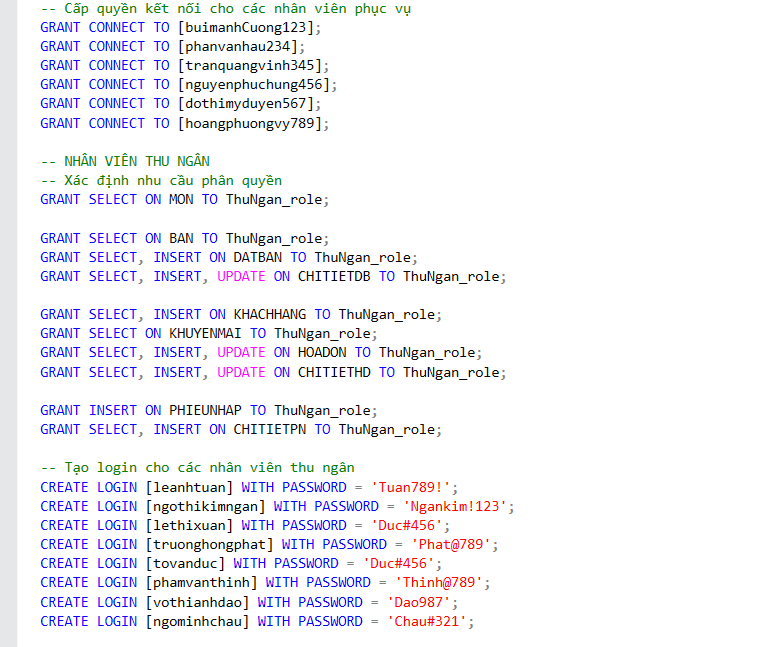 -- Cấp quyền kết nối cho các nhân viên phục vụ
GRANT CONNECT TO [buimanhCuong123];
GRANT CONNECT TO [phanvanhau234];
GRANT CONNECT TO [tranquangvinh345];
GRANT CONNECT TO [nguyenphuchung456];
GRANT CONNECT TO [dothimyduyen567];
GRANT CONNECT TO [hoangphuongvy789];
-- NHÂN VIÊN THU NGÂN
-- Xác định nhu cầu phân quyền
GRANT SELECT ON MON TO ThuNgan_role;
GRANT SELECT ON BAN TO ThuNgan_role;
GRANT SELECT, INSERT ON DATBAN TO ThuNgan_role;
GRANT SELECT, INSERT, UPDATE ON CHITIETDB TO ThuNgan_role;
GRANT SELECT, INSERT ON KHACHHANG TO ThuNgan_role;
GRANT SELECT ON KHUYENMAI TO ThuNgan_role;
GRANT SELECT, INSERT, UPDATE ON HOADON TO ThuNgan_role;
GRANT SELECT, INSERT, UPDATE ON CHITIETHD TO ThuNgan_role;
GRANT INSERT ON PHIEUNHAP TO ThuNgan_role;
GRANT SELECT, INSERT ON CHITIETPN TO ThuNgan_role;
-- Tạo login cho các nhân viên thu ngân
CREATE LOGIN [leanhtuan] WITH PASSWORD = 'Tuan789!';
CREATE LOGIN [ngothikimngan] WITH PASSWORD = 'Ngankim!123';
CREATE LOGIN [lethixuan] WITH PASSWORD = 'Duc#456';
CREATE LOGIN [truonghongphat] WITH PASSWORD = 'Phat@789';
CREATE LOGIN [tovanduc] WITH PASSWORD = 'Duc#456';
CREATE LOGIN [phamvanthinh] WITH PASSWORD = 'Thinh@789';
CREATE LOGIN [vothianhdao] WITH PASSWORD = 'Dao987';
CREATE LOGIN [ngominhchau] WITH PASSWORD = 'Chau#321';